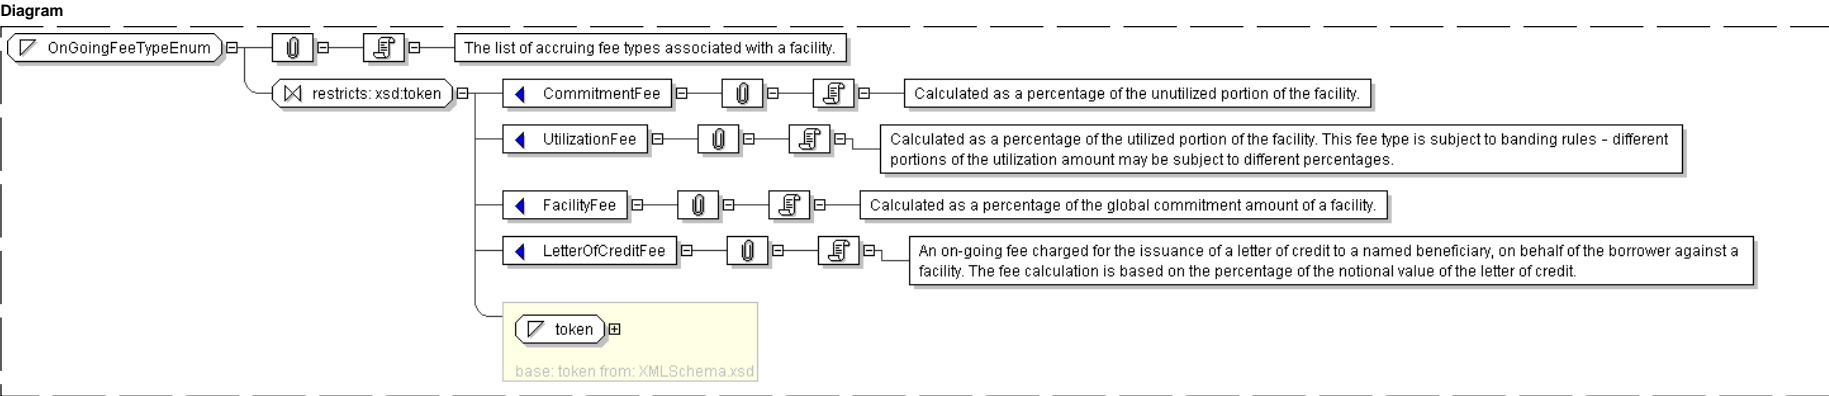 Diagram
OnGoingFeeTypeEnum
The list of accruing fee types associated with a facility.
restricts: xsd:token
CommitmentFee
Calculated as a percentage of the unutilized portion of the facility.
UtilizationFee
Calculated as a percentage of the utilized portion of the facility. This fee type is subject to banding rules - different
portions of the utilization amount may be subject to different percentages.
FacilityFee
Calculated as a percentage of the global commitment amount of a facility.
LetterOfCreditFee
An on-going fee charged for the issuance of a letter of credit to a named beneficiary, on behalf of the borrower against a
facility. The fee calculation is based on the percentage of the notional value of the letter of credit.
token
base: token from: XMLSchema.xsd